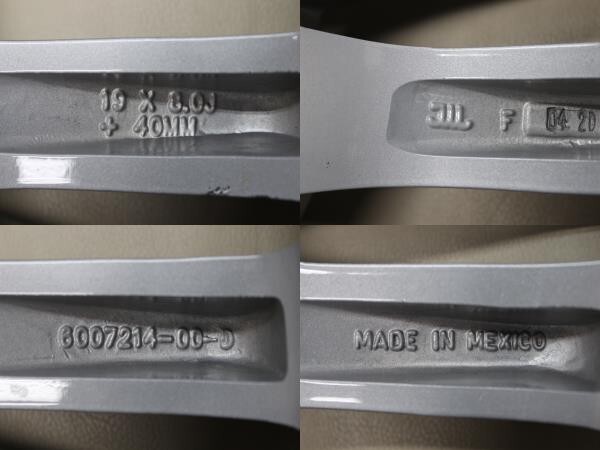 19 X 8.0J
+ 40MM
F 04 20
6007214-00-D
MADE IN MEXICO